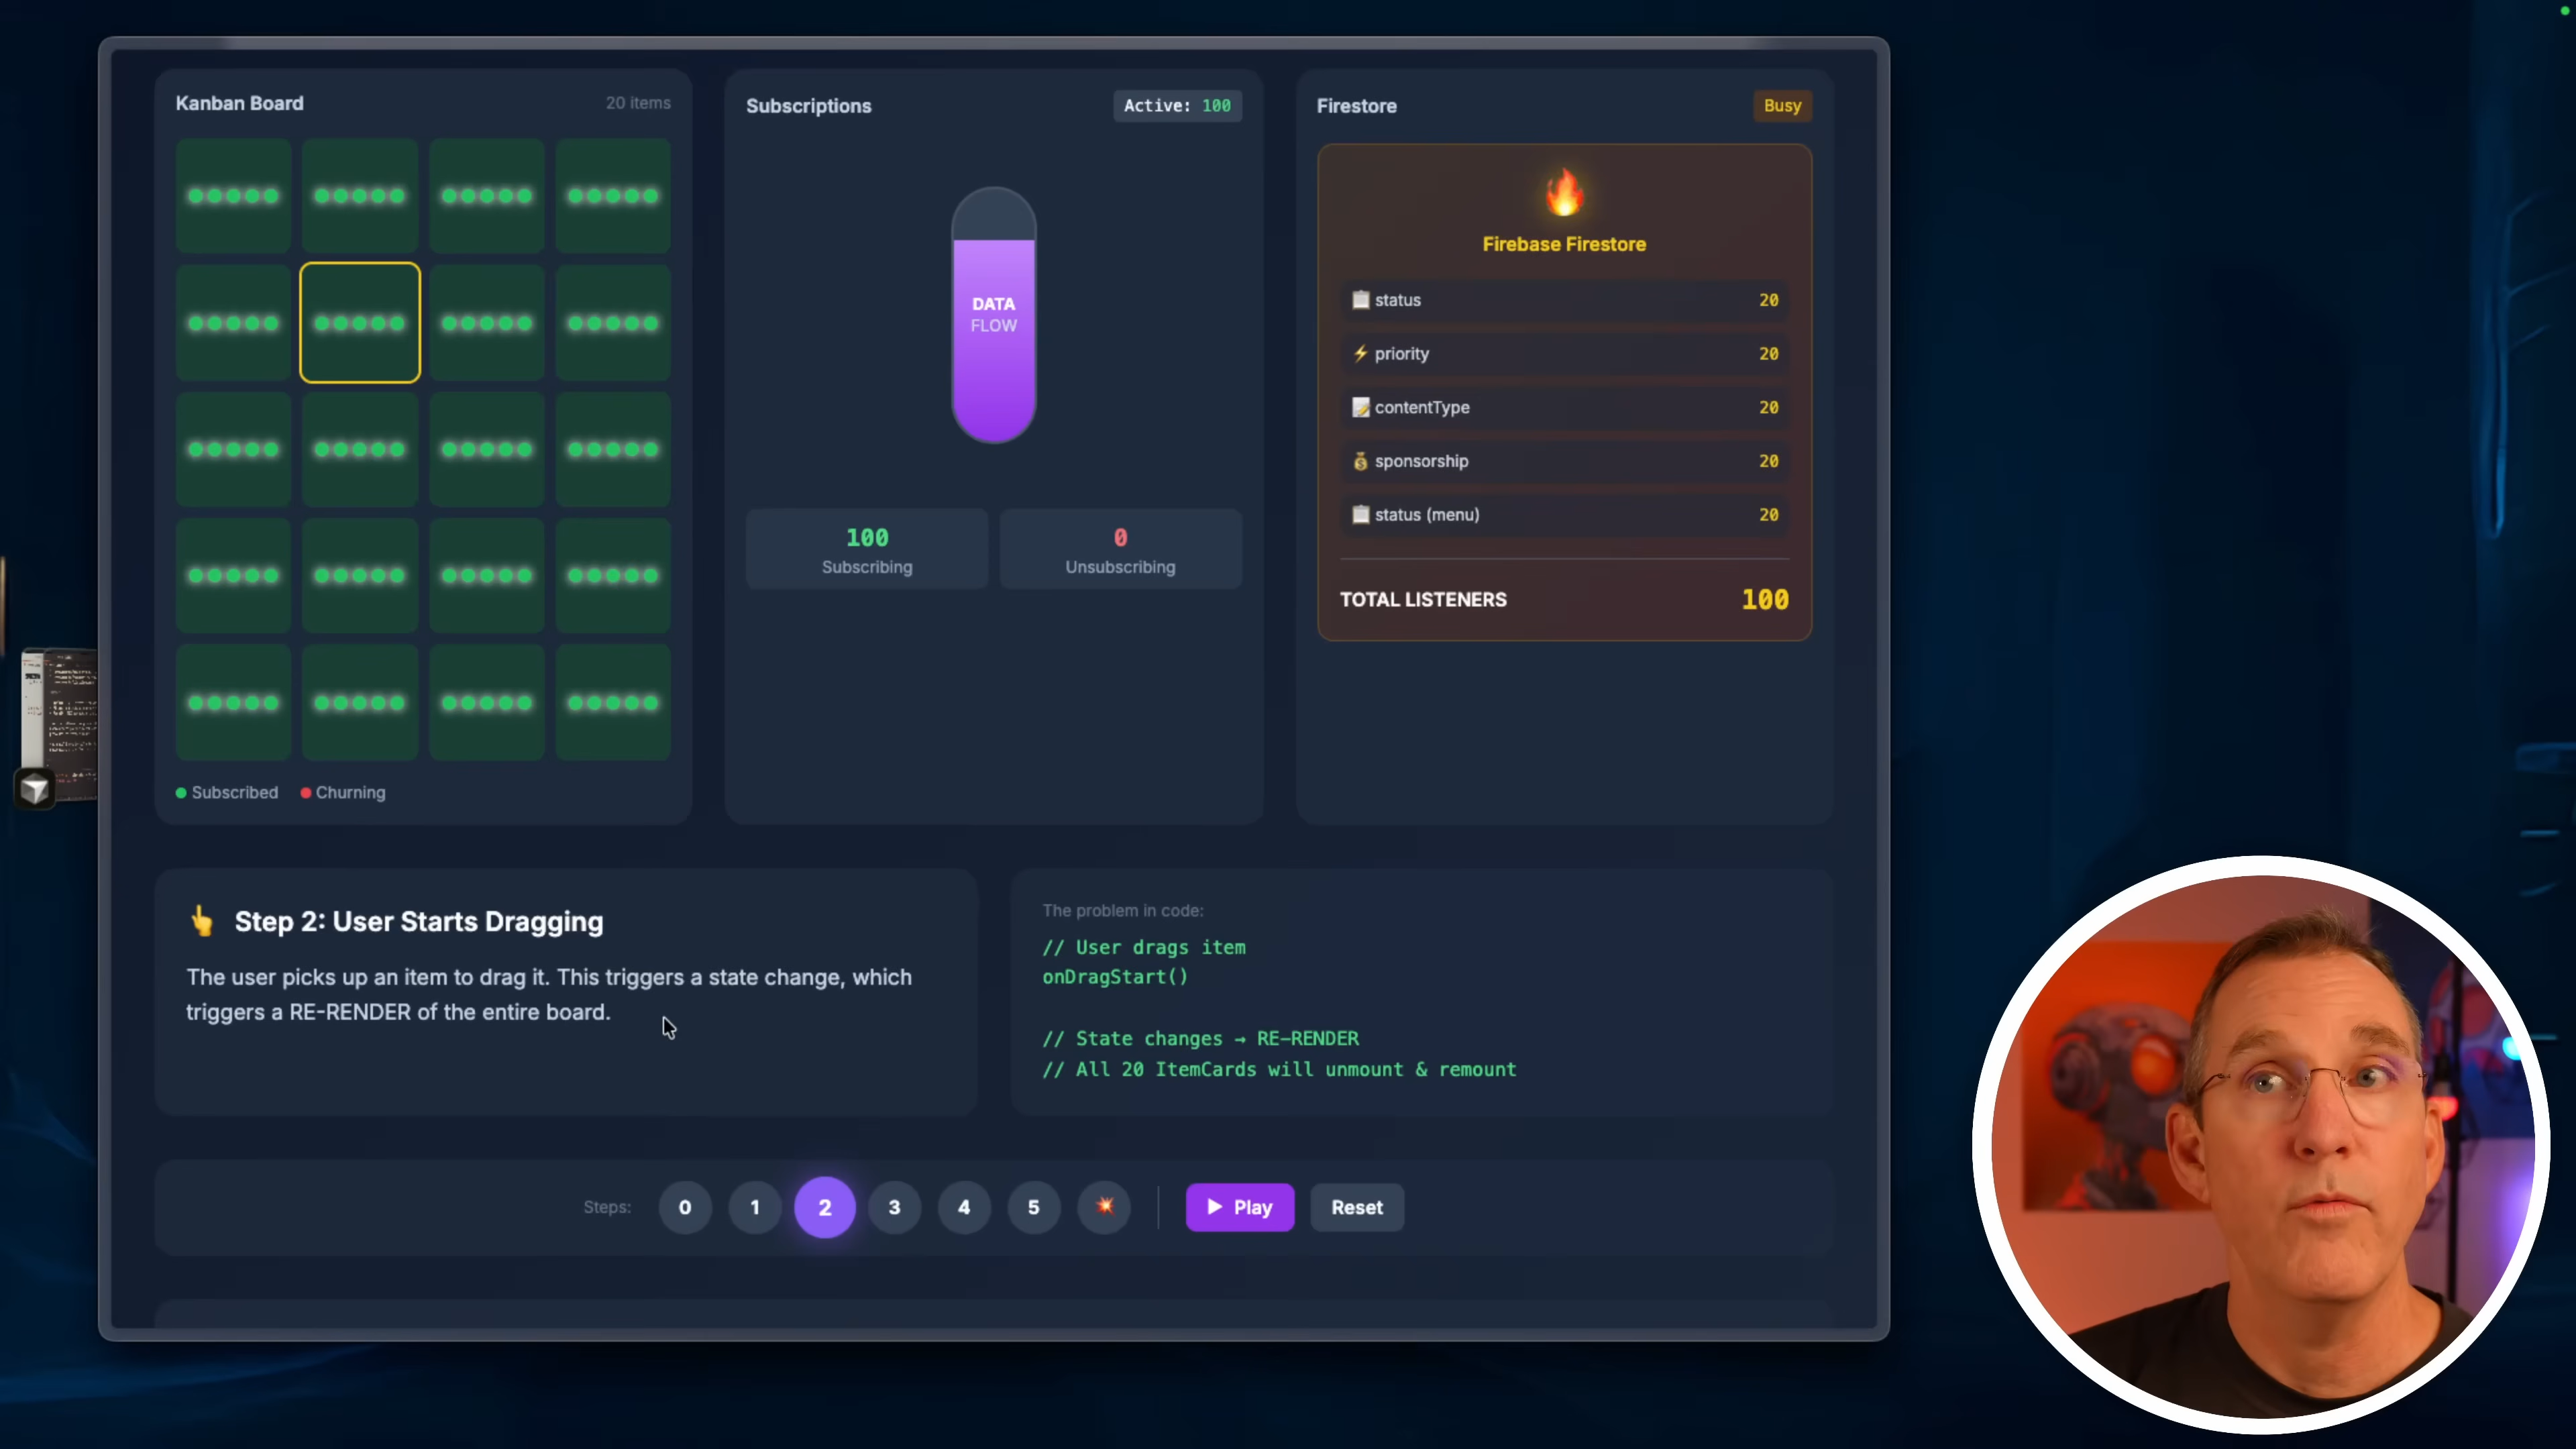 Kanban Board
20 items
Subscribed
Churning
Subscriptions
Active: 100
DATA
FLOW
100
Subscribing
0
Unsubscribing
Firestore
Busy
Firebase Firestore
status 20
priority 20
contentType 20
sponsorship 20
status (menu) 20
TOTAL LISTENERS 100
Step 2: User Starts Dragging
The user picks up an item to drag it. This triggers a state change, which
triggers a RE-RENDER of the entire board.
The problem in code:
// User drags item
onDragStart()
// State changes → RE-RENDER
// All 20 ItemCards will unmount & remount
Steps: 0 1 2 3 4 5
Play
Reset